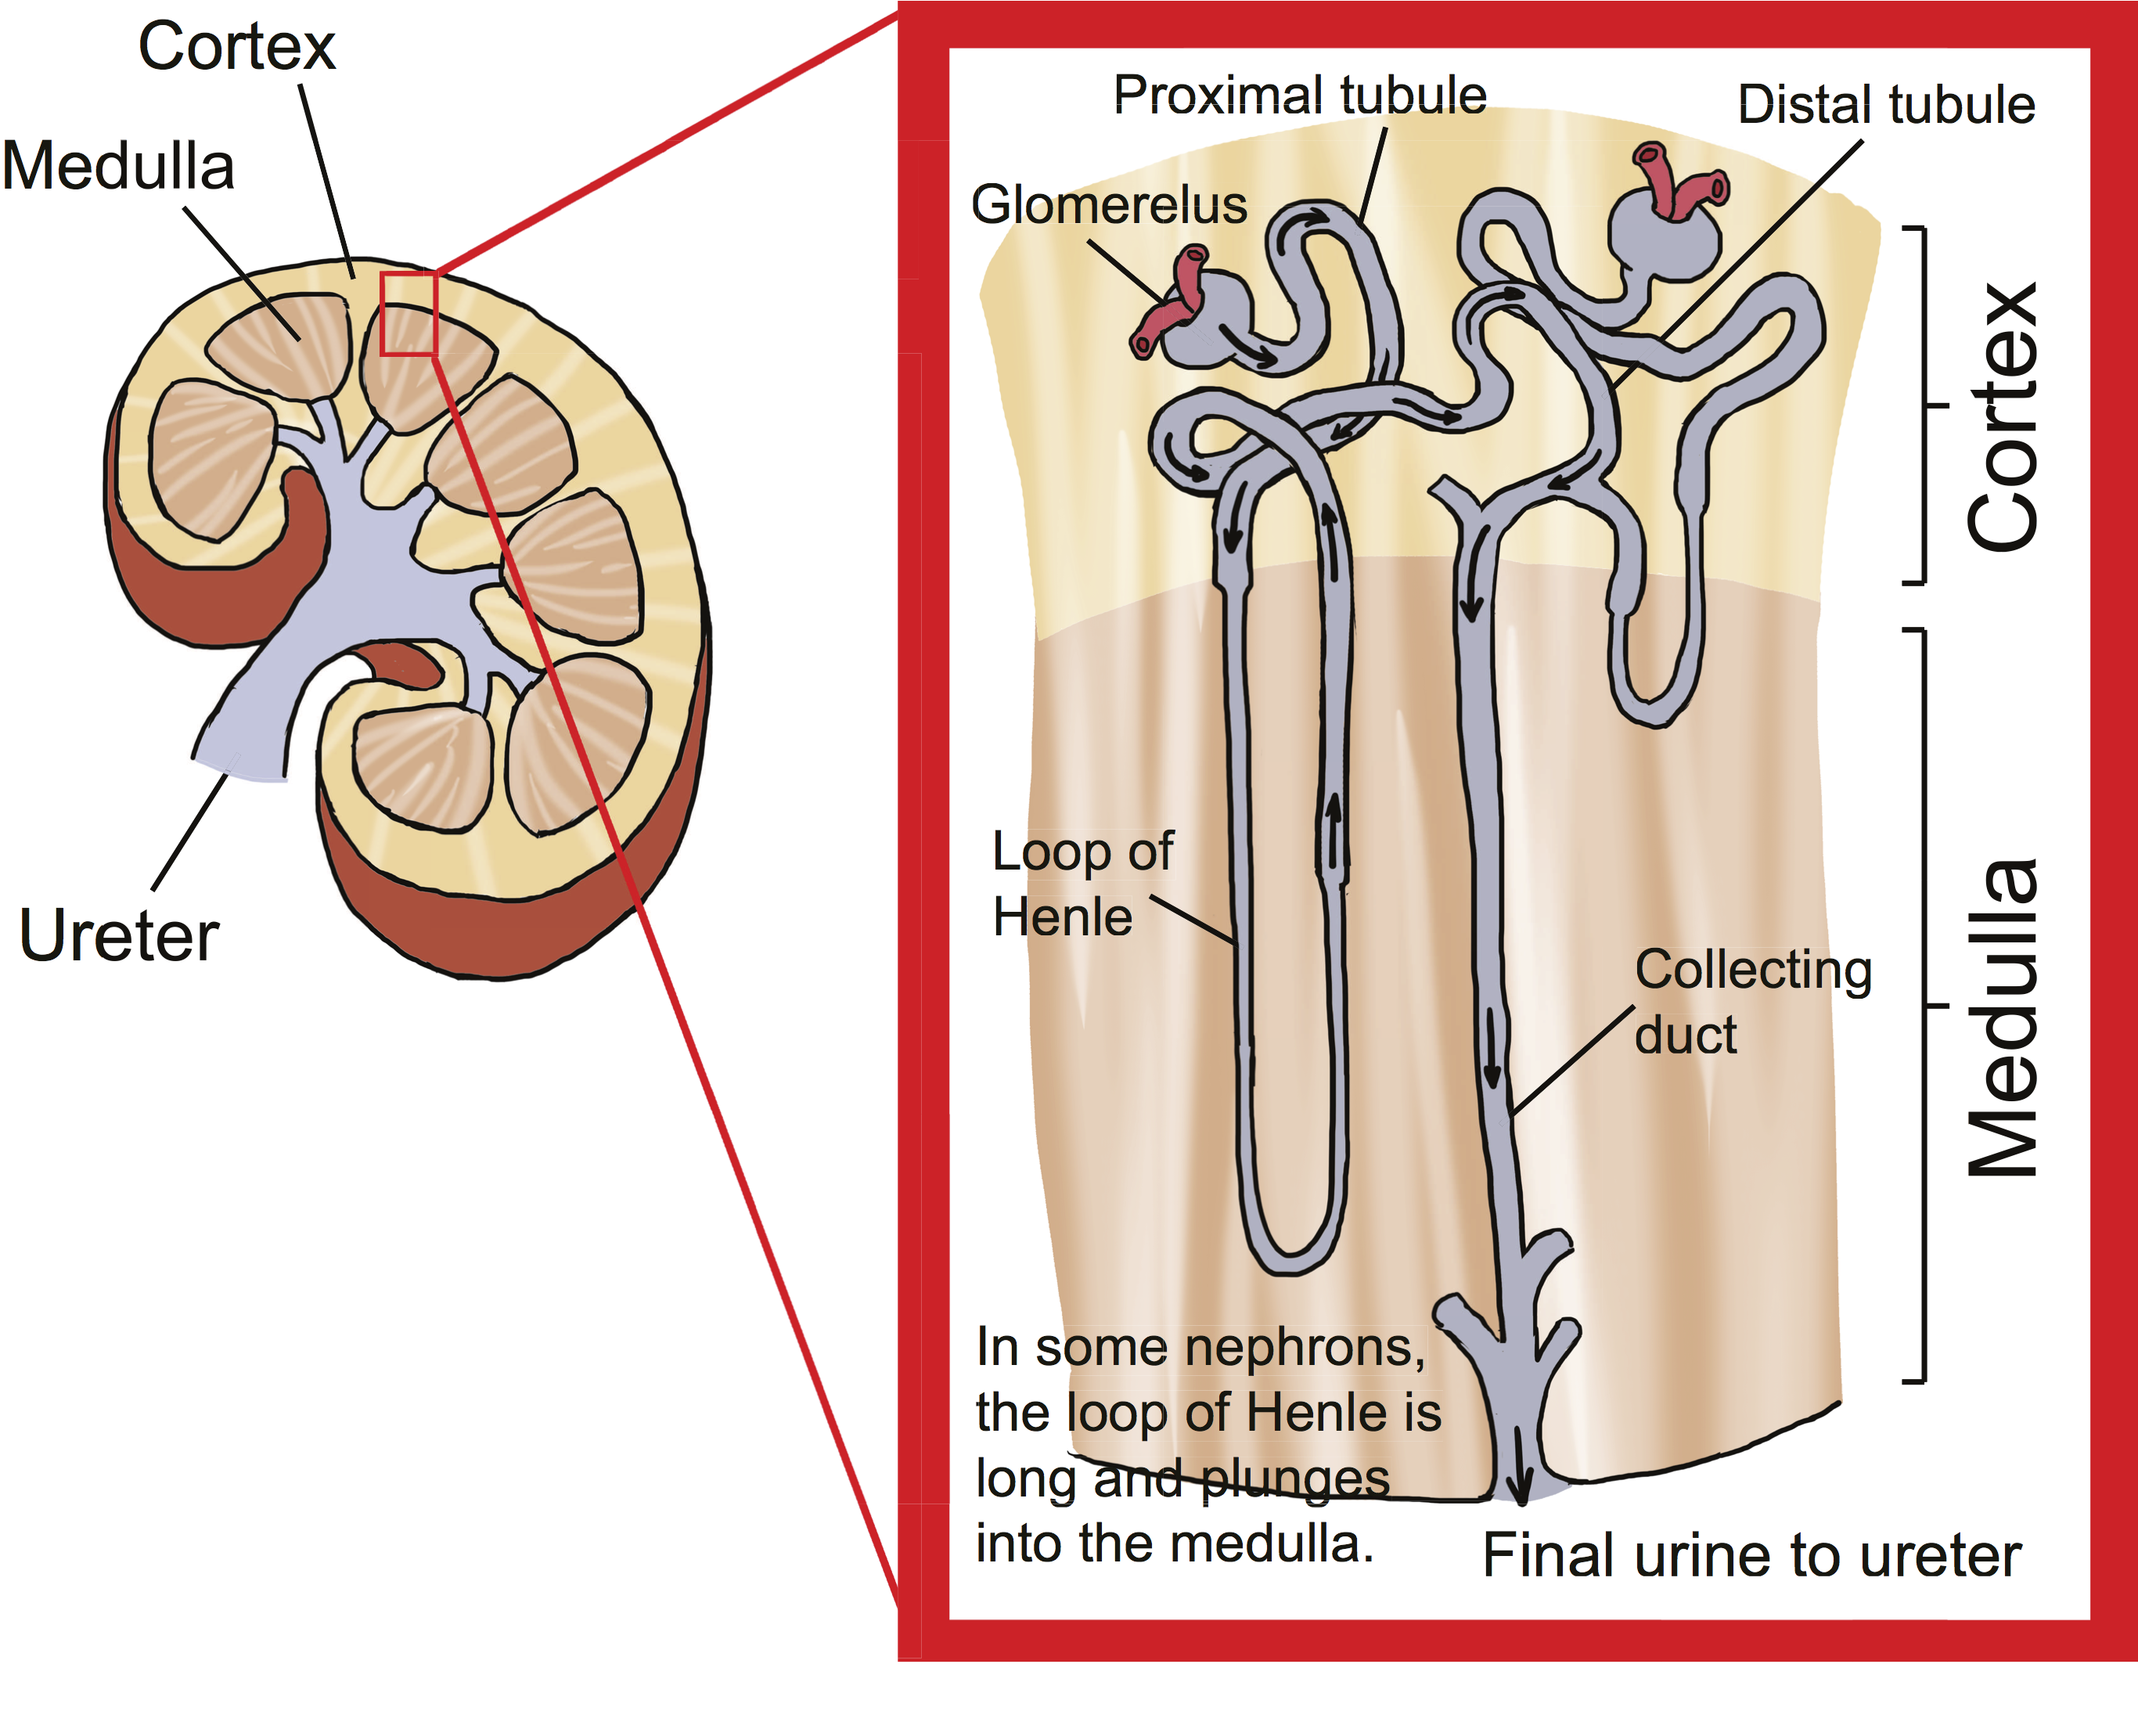 Cortex
Medulla
Ureter
Proximal tubule
Distal tubule
Glomerelus
Cortex
Loop of
Henle
Collecting
duct
Medulla
In some nephrons,
the loop of Henle is
long and plunges
into the medulla.
Final urine to ureter